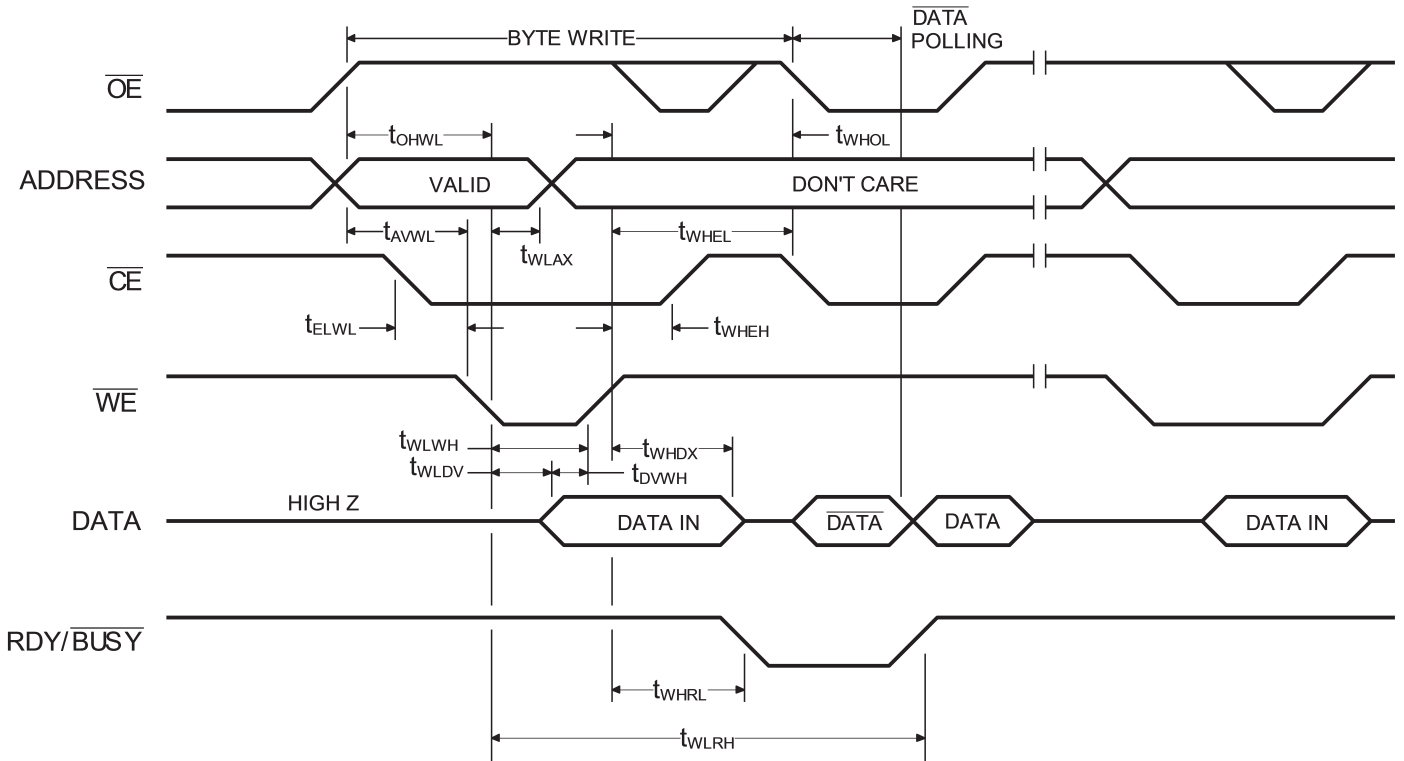 DATA
POLLING
BYTE WRITE
OE
tOHWL
tWHOL
ADDRESS
VALID
DON'T CARE
tAVWL
tWLAX
tWHEL
CE
tELWL
tWHEH
WE
tWLWH
tWHDX
tWLDV
tDVWH
HIGH Z
DATA
DATA IN
DATA
DATA
DATA IN
RDY/BUSY
tWHRL
tWLRH